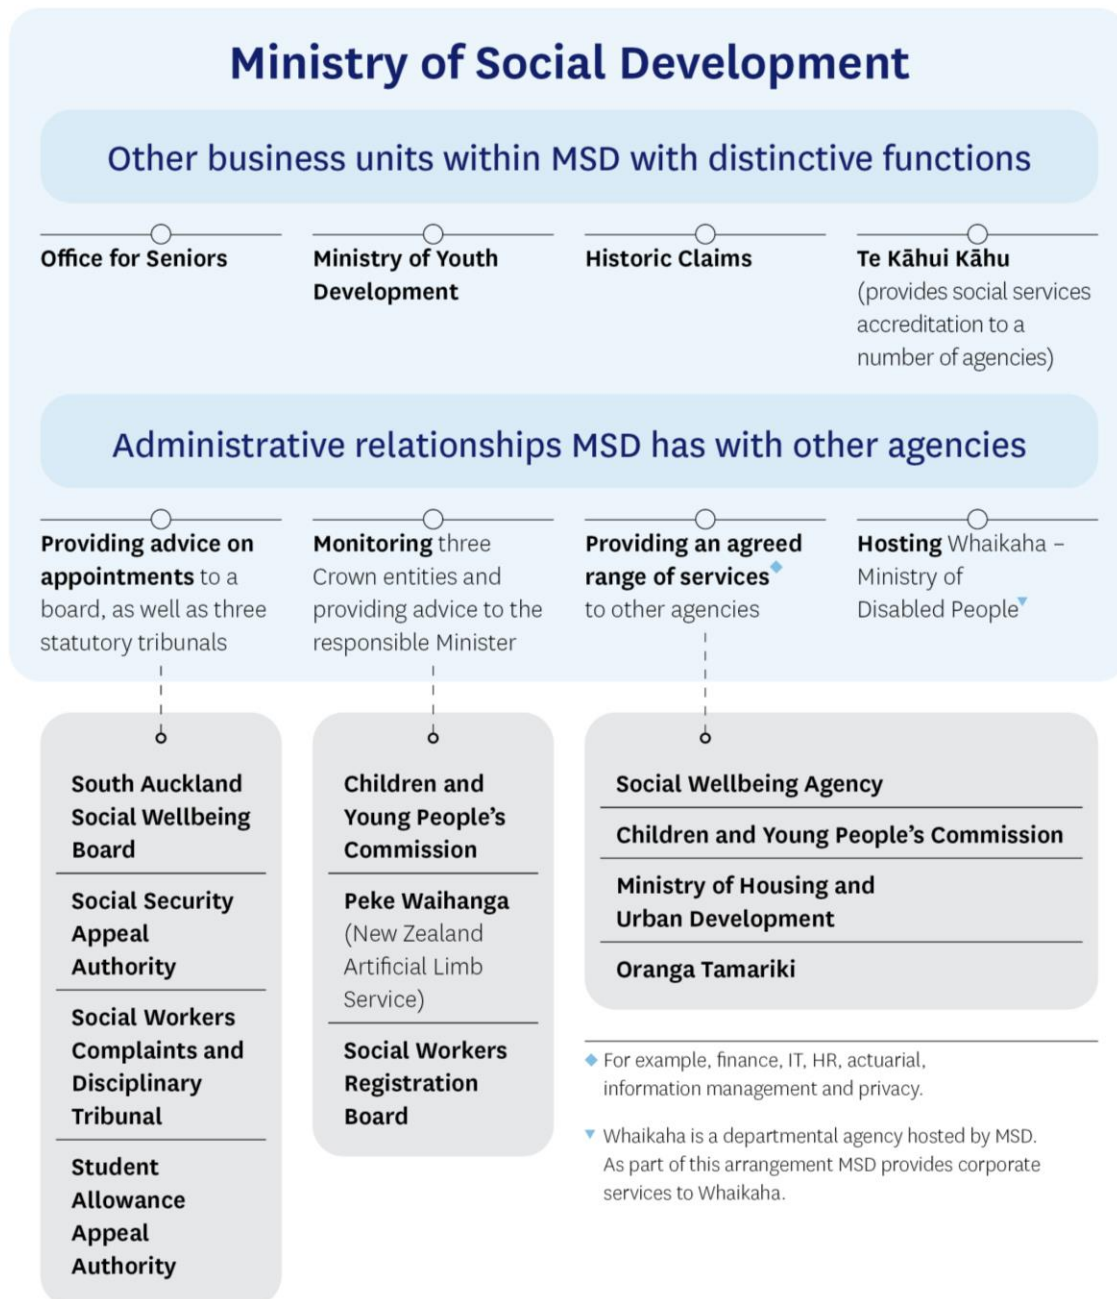 Ministry of Social Development
Other business units within MSD with distinctive functions
Office for Seniors
Ministry of Youth
Development
Historic Claims
Te Kāhui Kāhu
(provides social services
accreditation to a
number of agencies)
Administrative relationships MSD has with other agencies
Providing advice on
appointments to a
board, as well as three
statutory tribunals
Monitoring three
Crown entities and
providing advice to the
responsible Minister
Providing an agreed
range of services◆
to other agencies
Hosting Whaikaha –
Ministry of
Disabled People▼
South Auckland
Social Wellbeing
Board
Social Security
Appeal
Authority
Social Workers
Complaints and
Disciplinary
Tribunal
Student
Allowance
Appeal
Authority
Children and
Young People’s
Commission
Peke Waihanga
(New Zealand
Artificial Limb
Service)
Social Workers
Registration
Board
Social Wellbeing Agency
Children and Young People’s Commission
Ministry of Housing and
Urban Development
Oranga Tamariki
◆ For example, finance, IT, HR, actuarial,
information management and privacy.
▼ Whaikaha is a departmental agency hosted by MSD.
As part of this arrangement MSD provides corporate
services to Whaikaha.